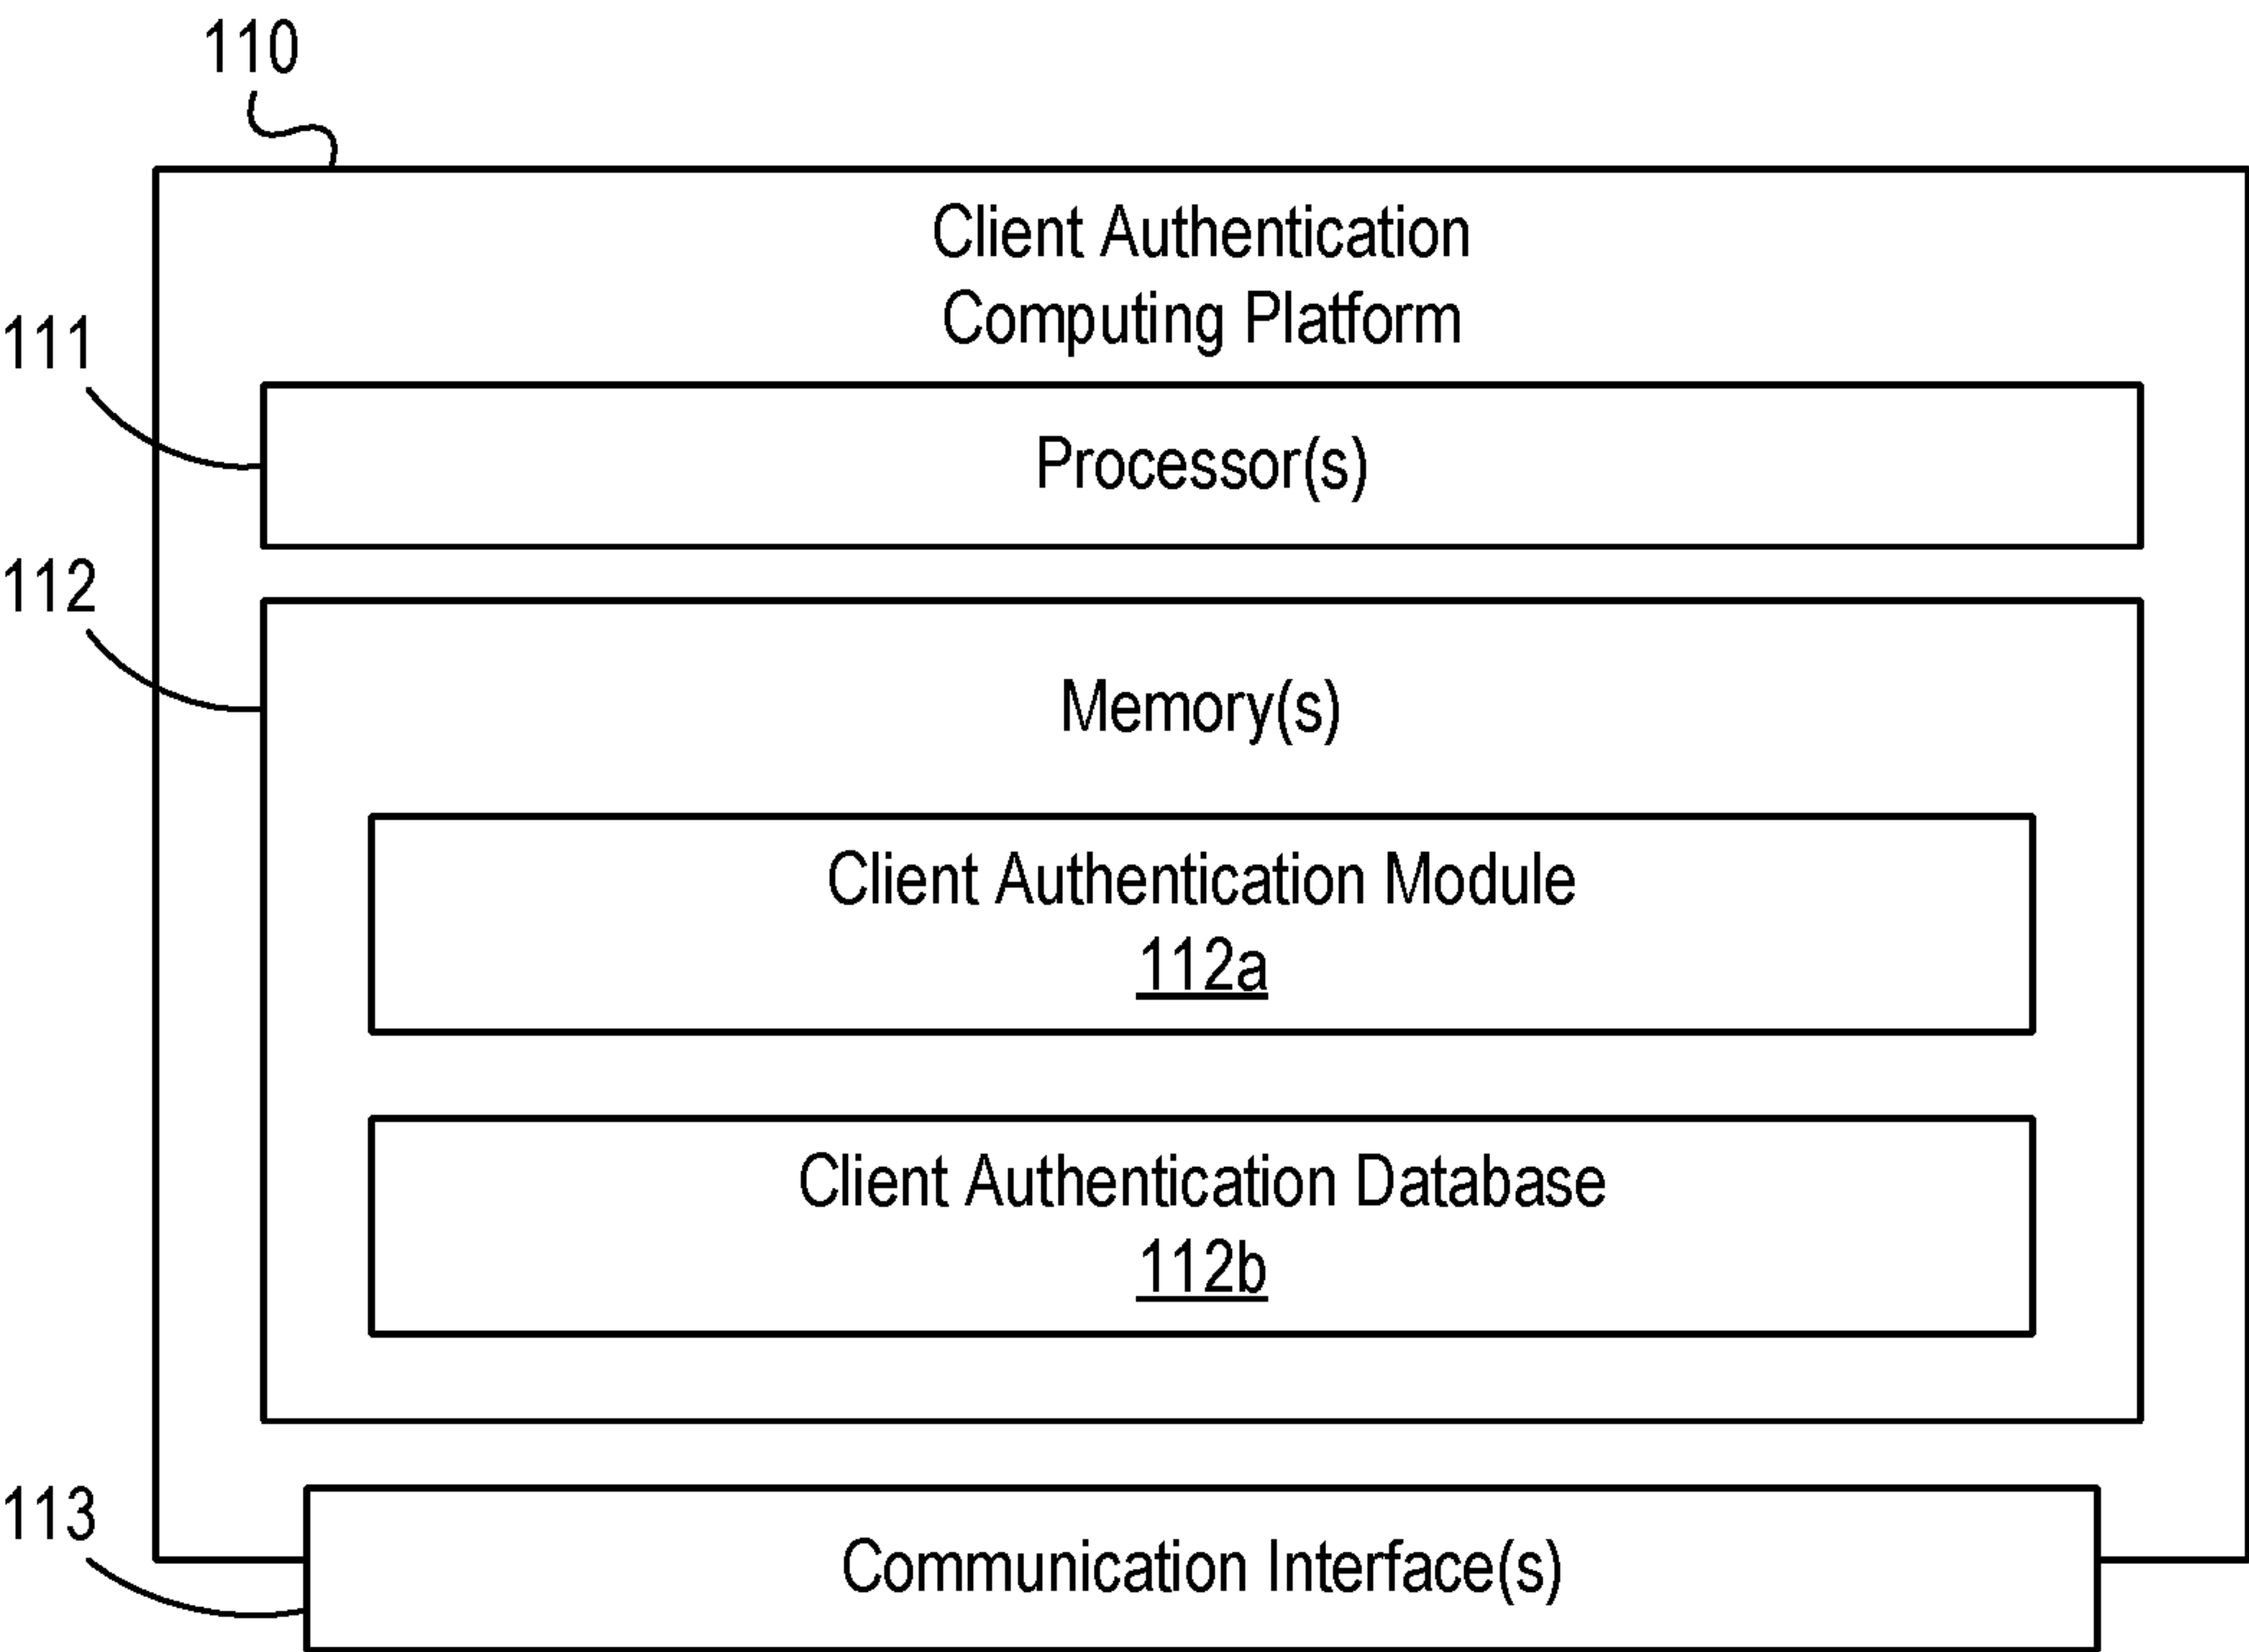 110
Client Authentication
Computing Platform
111
Processor(s)
112
Memory(s)
Client Authentication Module
112a
Client Authentication Database
112b
113
Communication Interface(s)